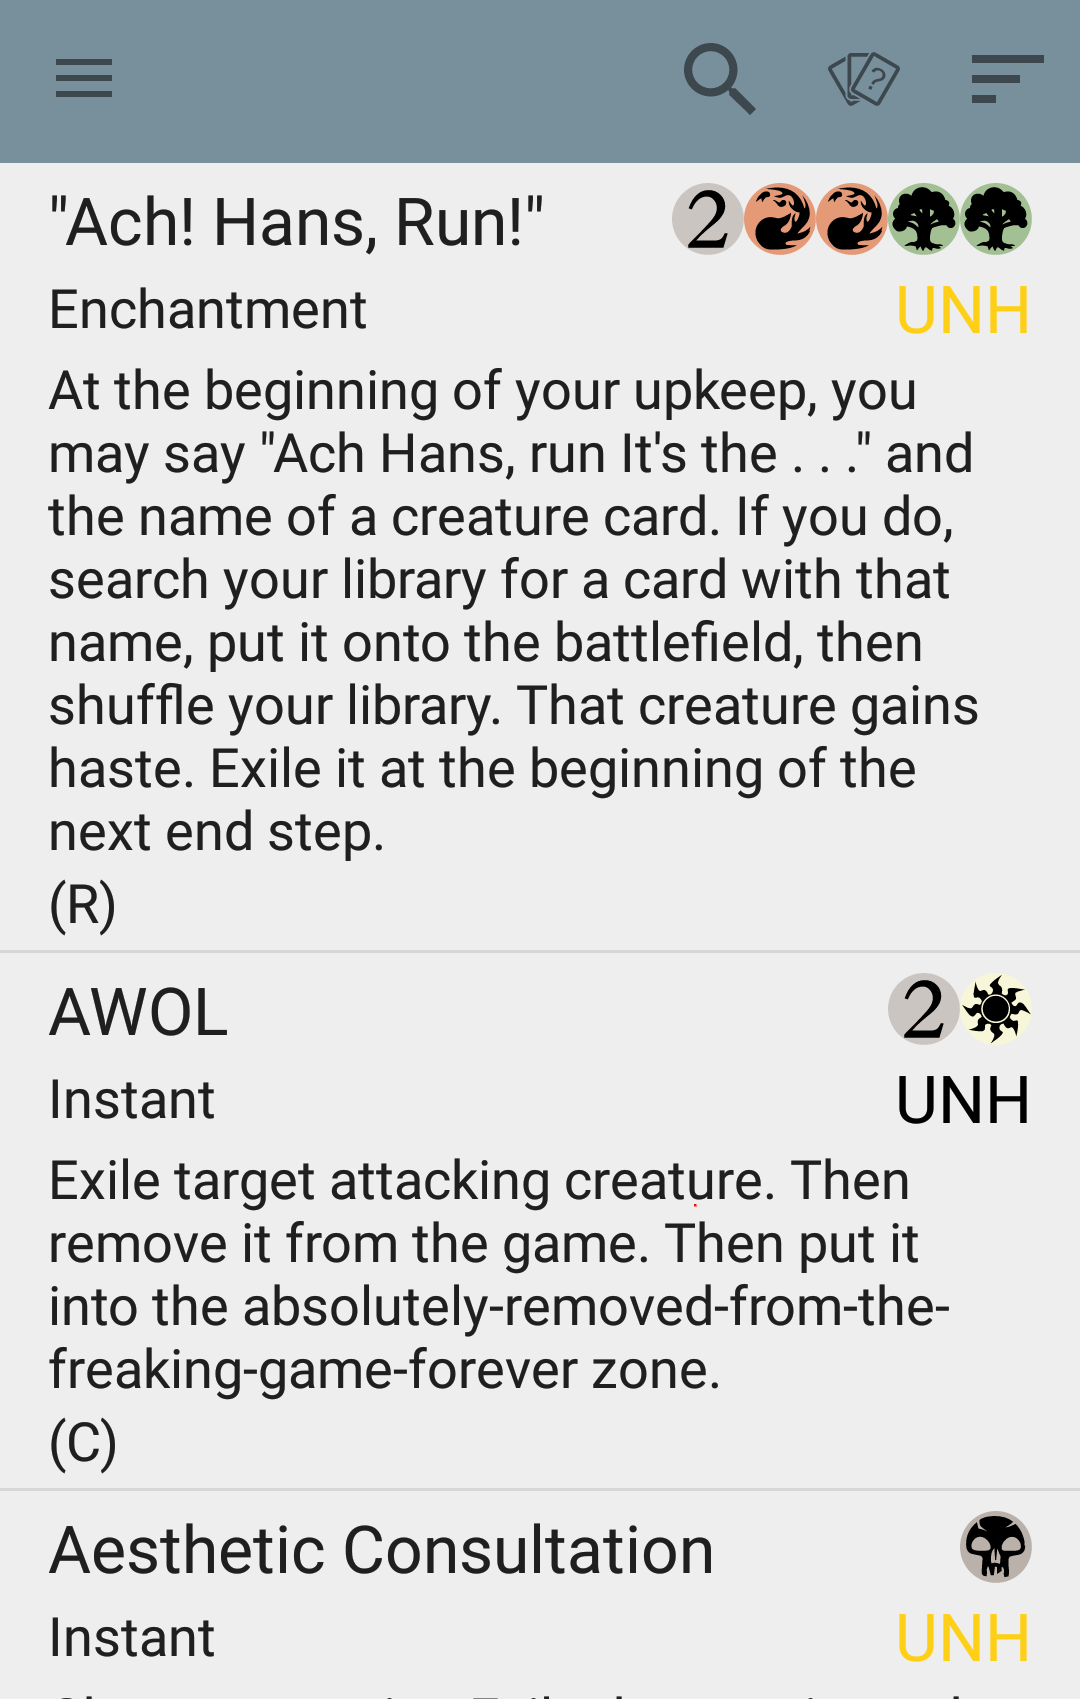 "Ach! Hans, Run!" 2
Enchantment UNH
At the beginning of your upkeep, you
may say "Ach Hans, run It's the . . ." and
the name of a creature card. If you do,
search your library for a card with that
name, put it onto the battlefield, then
shuffle your library. That creature gains
haste. Exile it at the beginning of the
next end step.
(R)
AWOL 2
Instant UNH
Exile target attacking creature. Then
remove it from the game. Then put it
into the absolutely-removed-from-the-
freaking-game-forever zone.
(C)
Aesthetic Consultation
Instant UNH